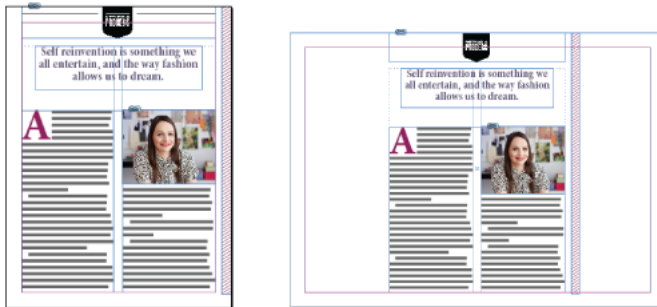 Self reinvention is something we
all entertain, and the way fashion
allows us to dream.
A
Self reinvention is something we
all entertain, and the way fashion
allows us to dream.
A